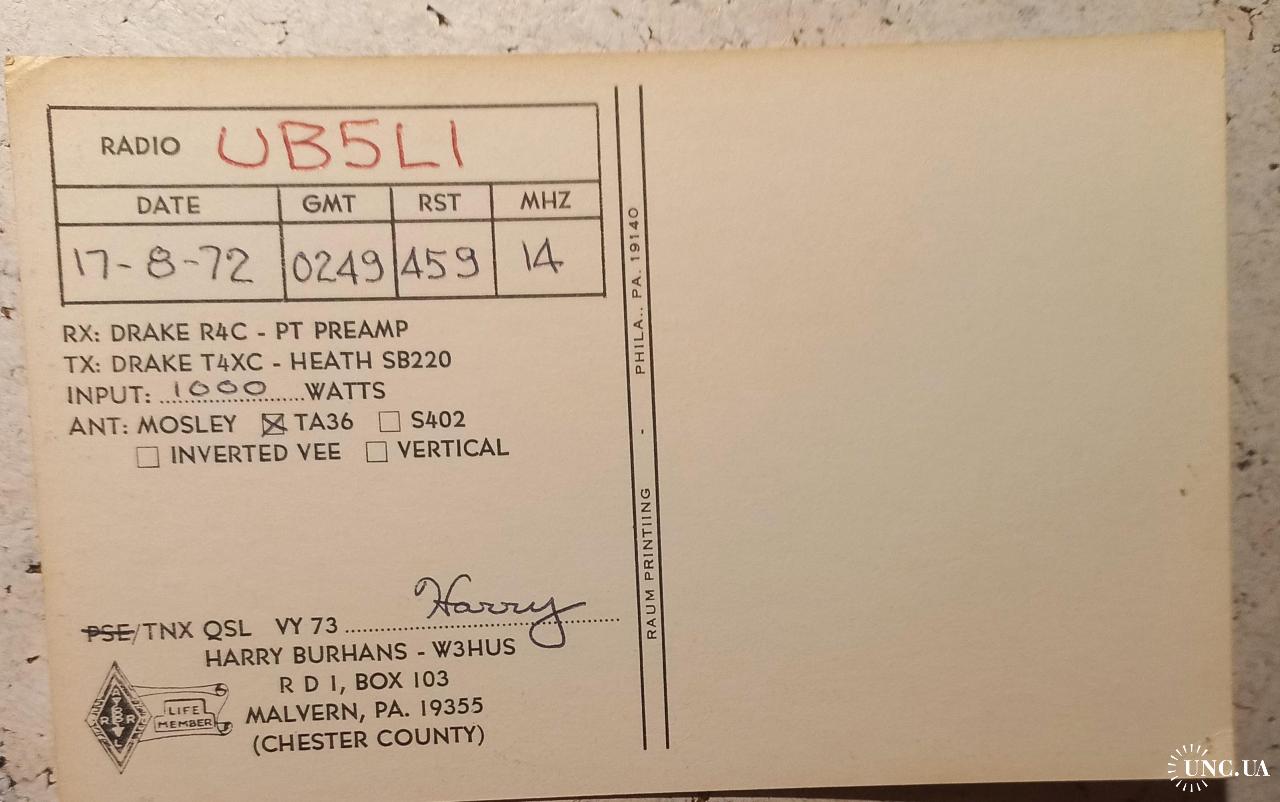 RADIO UB5LI
DATE GMT RST MHZ
17-8-72 0249 459 14
RX: DRAKE R4C - PT PREAMP
TX: DRAKE T4XC - HEATH SB220
INPUT: ..1000.....WATTS
ANT: MOSLEY ☒ TA36 ☐ S402
☐ INVERTED VEE ☐ VERTICAL
PSE/TNX QSL VY 73 Harry
HARRY BURHANS - W3HUS
R D 1, BOX 103
MALVERN, PA. 19355
(CHESTER COUNTY)
LIFE
MEMBER
RAUM PRINTIING - PHILA., PA. 19140
UNC.UA